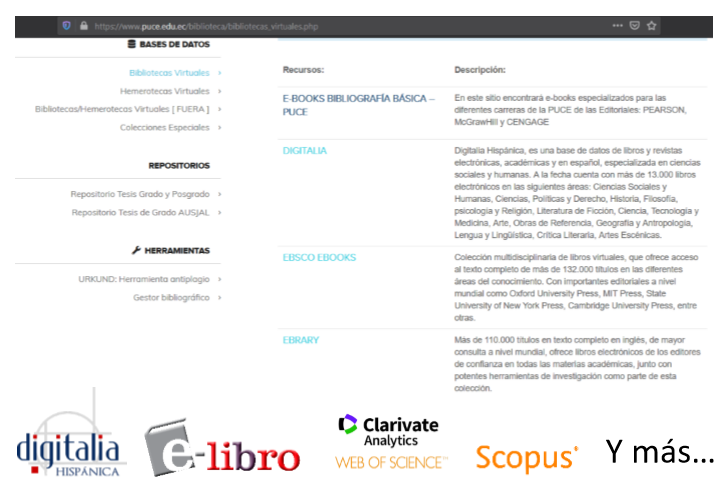 https://www.puce.edu.ec/biblioteca/bibliotecas_virtuales.php
BASES DE DATOS
Bibliotecas Virtuales
Hemerotecas Virtuales
Bibliotecas/Hemerotecas Virtuales [ FUERA ]
Colecciones Especiales
REPOSITORIOS
Repositorio Tesis Grado y Posgrado
Repositorio Tesis de Grado AUSJAL
HERRAMIENTAS
URKUND: Herramienta antiplagio
Gestor bibliográfico
Recursos:
Descripción:
E-BOOKS BIBLIOGRAFÍA BÁSICA –
PUCE
En este sitio encontrará e-books especializados para las
diferentes carreras de la PUCE de las Editoriales: PEARSON,
McGrawHill y CENGAGE
DIGITALIA
Digitalia Hispánica, es una base de datos de libros y revistas
electrónicas, académicas y en español, especializada en ciencias
sociales y humanas. A la fecha cuenta con más de 13.000 libros
electrónicos en las siguientes áreas: Ciencias Sociales y
Humanas, Ciencias, Políticas y Derecho, Historia, Filosofía,
psicología y Religión, Literatura de Ficción, Ciencia, Tecnología y
Medicina, Arte, Obras de Referencia, Geografía y Antropología,
Lengua y Lingüística, Crítica Literaria, Artes Escénicas.
EBSCO EBOOKS
Colección multidisciplinaria de libros virtuales, que ofrece acceso
al texto completo de más de 132.000 títulos en las diferentes
áreas del conocimiento. Con importantes editoriales a nivel
mundial como Oxford University Press, MIT Press, State
University of New York Press, Cambridge University Press, entre
otras.
EBRARY
Más de 110.000 títulos en texto completo en inglés, de mayor
consulta a nivel mundial, ofrece libros electrónicos de los editores
de confianza en todas las materias académicas, junto con
potentes herramientas de investigación como parte de esta
colección.
digitalia
HISPÁNICA
e-libro
Clarivate
Analytics
WEB OF SCIENCE™
Scopus®
Y más...